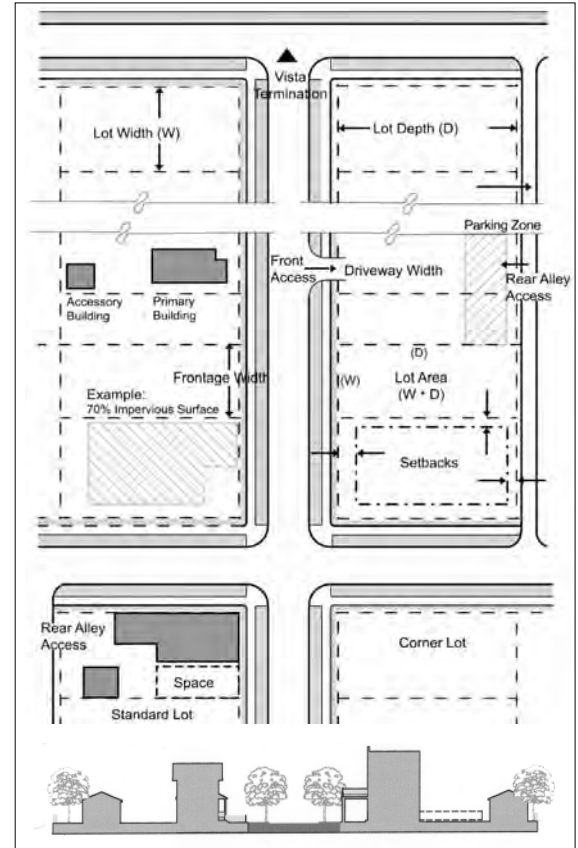 Vista
Termination
Lot Width (W)
Lot Depth (D)
Parking Zone
Front
Access
Driveway Width
Rear Alley
Access
Accessory
Building
Primary
Building
Frontage Width
(D)
(W)
Lot Area
(W * D)
Example:
70% Impervious Surface
Setbacks
Rear Alley
Access
Space
Standard Lot
Corner Lot